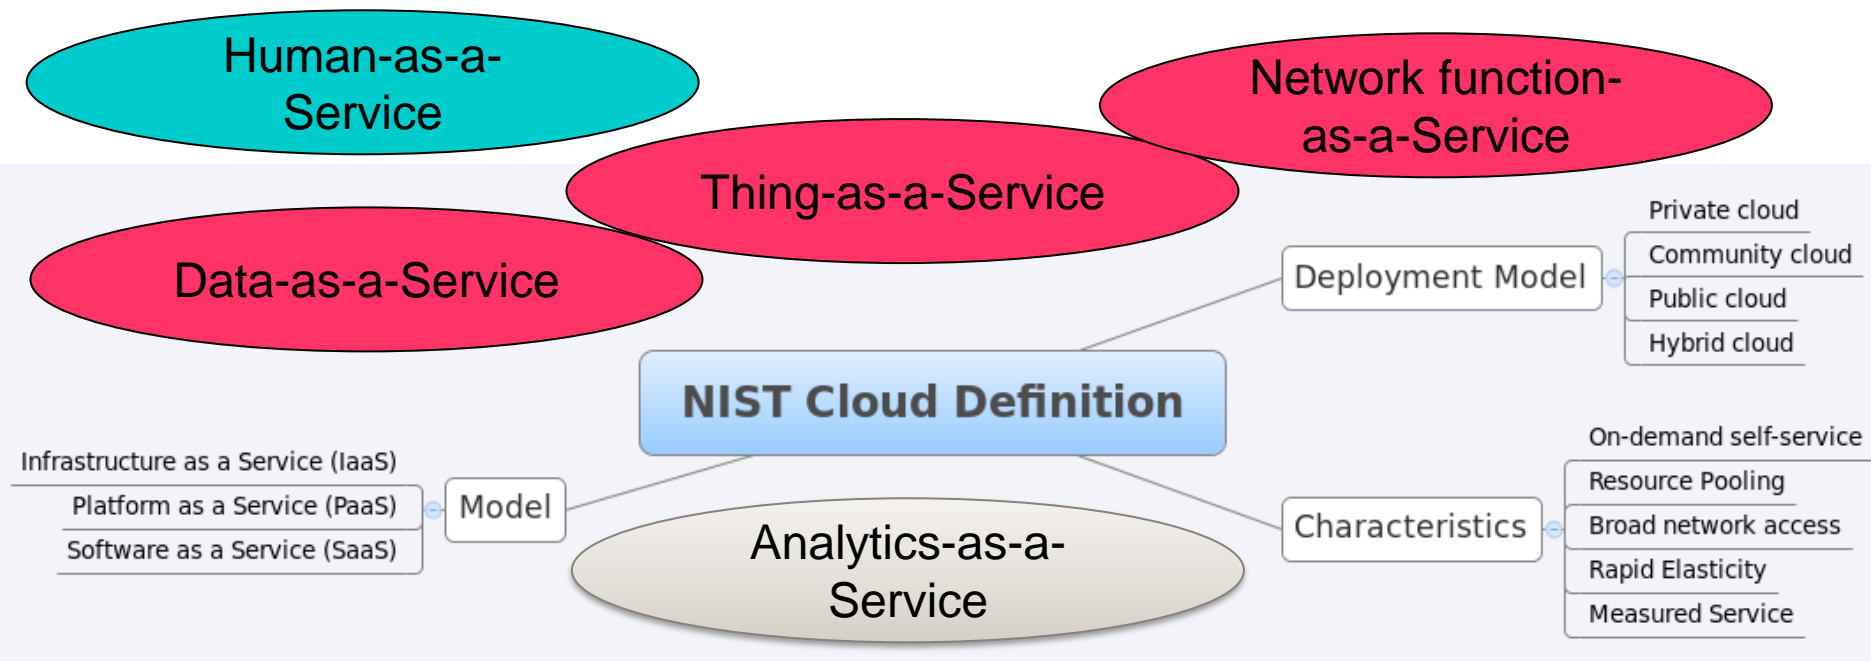 Human-as-a-
Service
Network function-
as-a-Service
Thing-as-a-Service
Data-as-a-Service
Private cloud
Community cloud
Public cloud
Hybrid cloud
Deployment Model
NIST Cloud Definition
Infrastructure as a Service (IaaS)
Platform as a Service (PaaS)
Software as a Service (SaaS)
Model
Analytics-as-a-
Service
Characteristics
On-demand self-service
Resource Pooling
Broad network access
Rapid Elasticity
Measured Service